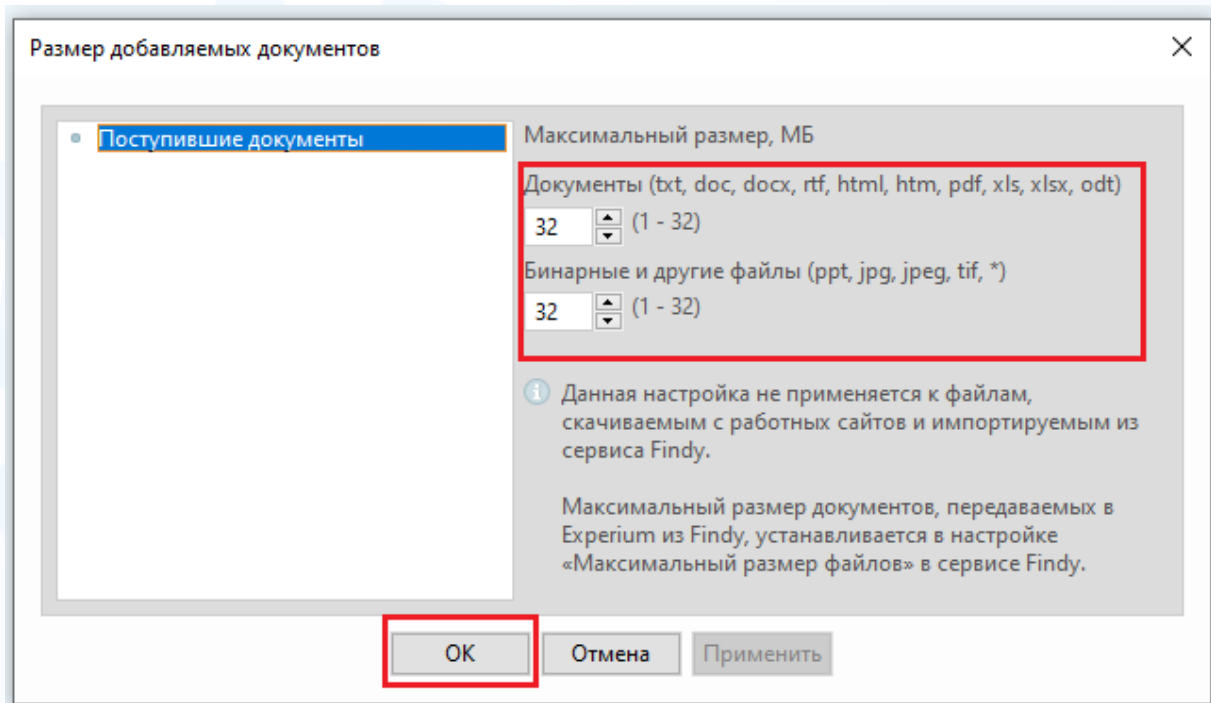 Размер добавляемых документов
Поступившие документы
Максимальный размер, МБ
Документы (txt, doc, docx, rtf, html, htm, pdf, xls, xlsx, odt)
32 (1 - 32)
Бинарные и другие файлы (ppt, jpg, jpeg, tif, *)
32 (1 - 32)
Данная настройка не применяется к файлам,
скачиваемым с работных сайтов и импортируемым из
сервиса Findy.
Максимальный размер документов, передаваемых в
Experium из Findy, устанавливается в настройке
«Максимальный размер файлов» в сервисе Findy.
ОК Отмена Применить